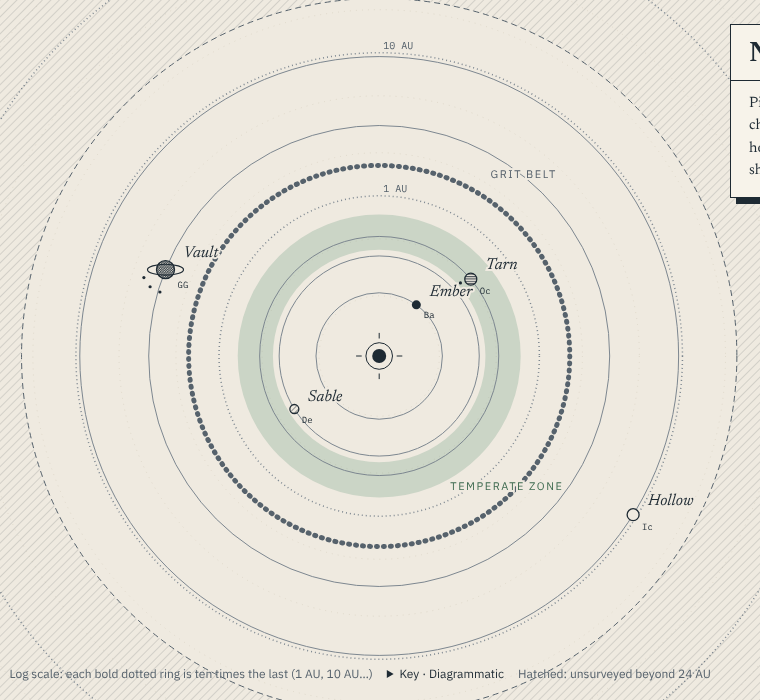 10 AU
GRIT BELT
1 AU
Vault
GG
Tarn
Oc
Ember
Ba
Sable
De
TEMPERATE ZONE
Hollow
Ic
Log scale: each bold dotted ring is ten times the last (1 AU, 10 AU…)
Key · Diagrammatic
Hatched: unsurveyed beyond 24 AU